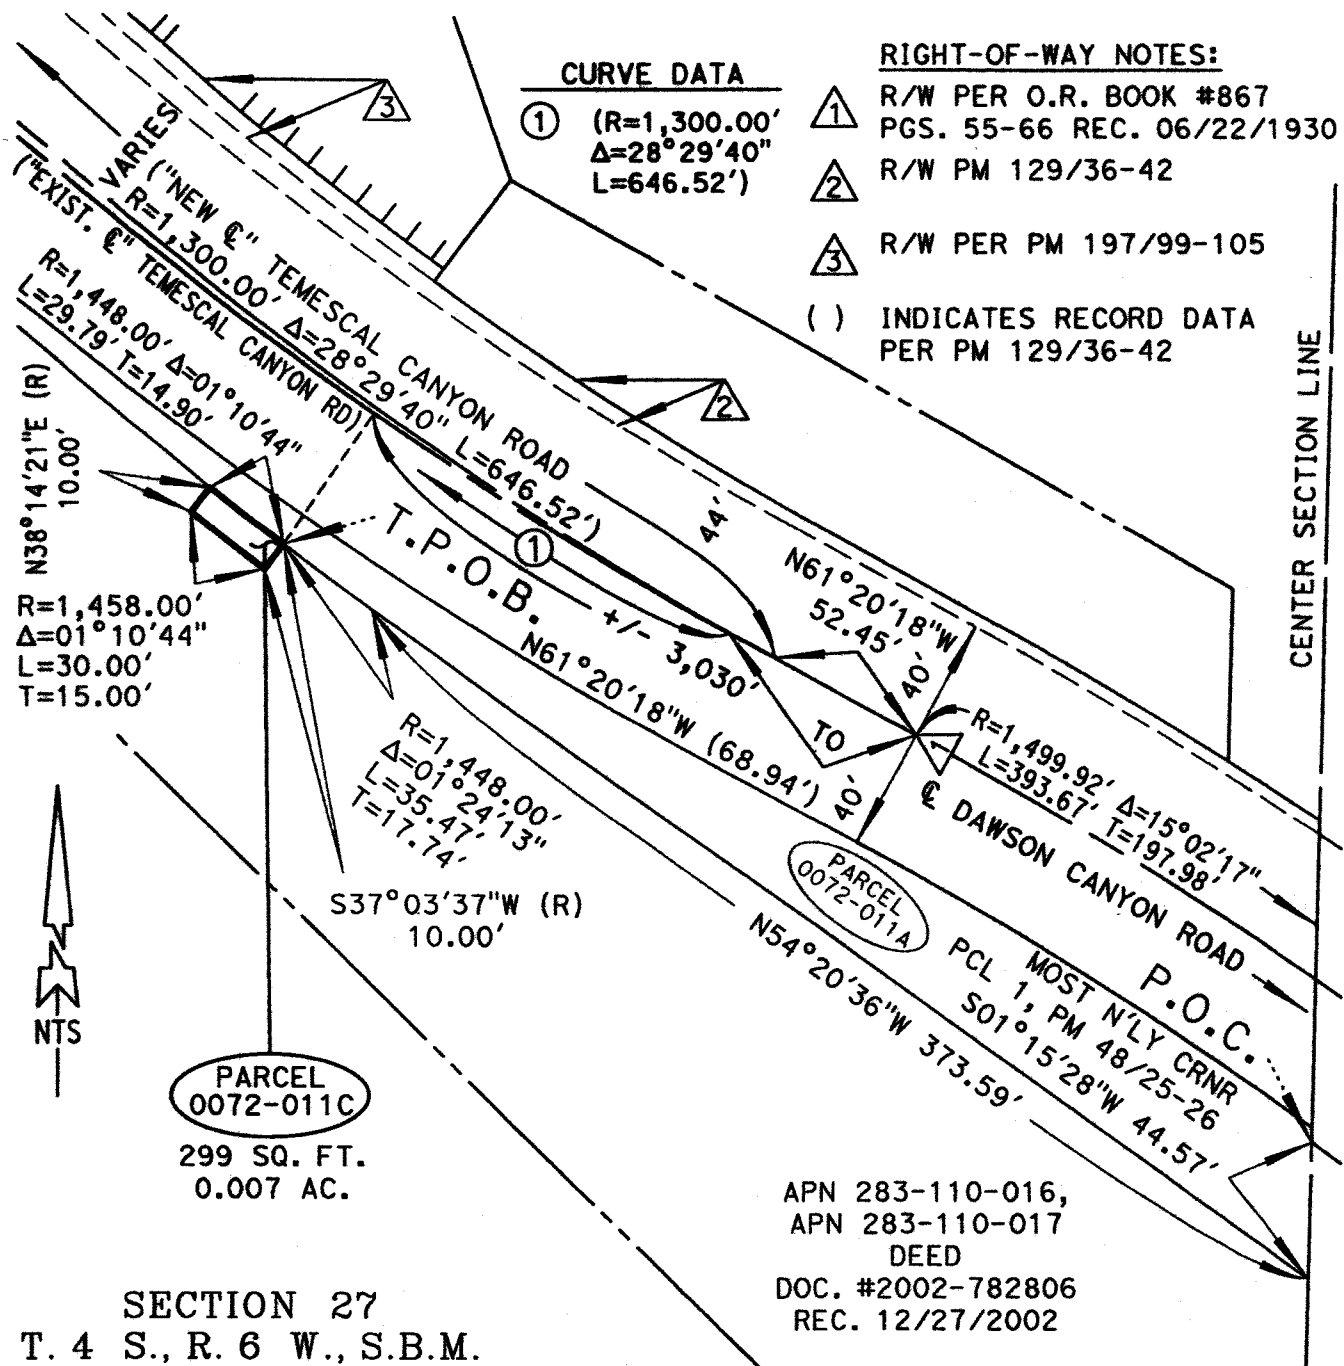 CURVE DATA
1
(R=1,300.00'
Δ=28°29'40"
L=646.52')
RIGHT-OF-WAY NOTES:
1
R/W PER O.R. BOOK #867
PGS. 55-66 REC. 06/22/1930
2
R/W PM 129/36-42
3
R/W PER PM 197/99-105
( ) INDICATES RECORD DATA
PER PM 129/36-42
3
VARIES
("NEW ℄" TEMESCAL CANYON ROAD
R=1,300.00' Δ=28°29'40" L=646.52')
("EXIST. ℄" TEMESCAL CANYON RD)
R=1,448.00' Δ=01°10'44"
L=29.79' T=14.90'
N38°14'21"E (R)
10.00'
2
CENTER SECTION LINE
44'
T.P.O.B.
1
+/- 3,030'
TO
N61°20'18"W
52.45'
40'
40'
N61°20'18"W (68.94')
R=1,458.00'
Δ=01°10'44"
L=30.00'
T=15.00'
R=1,448.00'
Δ=01°24'13"
L=35.47'
T=17.74'
S37°03'37"W (R)
10.00'
1
R=1,499.92' Δ=15°02'17"
L=393.67' T=197.98'
℄ DAWSON CANYON ROAD
PARCEL
0072-011A
P.O.C.
MOST N'LY CRNR
PCL 1, PM 48/25-26
S01°15'28"W 44.57'
N54°20'36"W 373.59'
NTS
PARCEL
0072-011C
299 SQ. FT.
0.007 AC.
APN 283-110-016,
APN 283-110-017
DEED
DOC. #2002-782806
REC. 12/27/2002
SECTION 27
T. 4 S., R. 6 W., S.B.M.